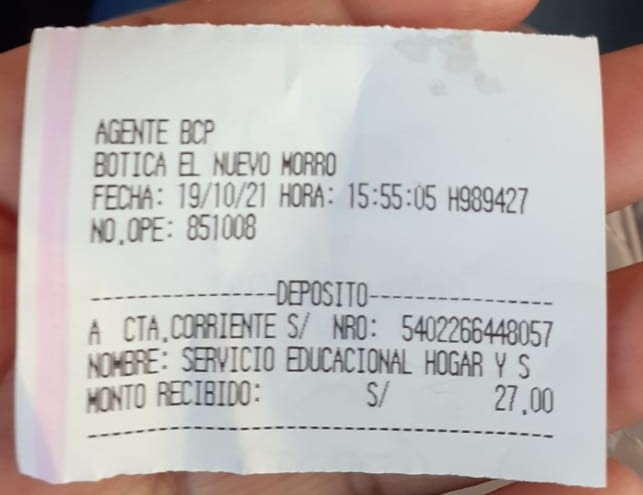 AGENTE BCP
BOTICA EL NUEVO MORRO
FECHA: 19/10/21 HORA: 15:55:05 H989427
NO.OPE: 851008
----------------DEPOSITO----------------
A CTA.CORRIENTE S/ NRO: 5402266448057
NOMBRE: SERVICIO EDUCACIONAL HOGAR Y S
MONTO RECIBIDO: S/ 27.00
----------------------------------------